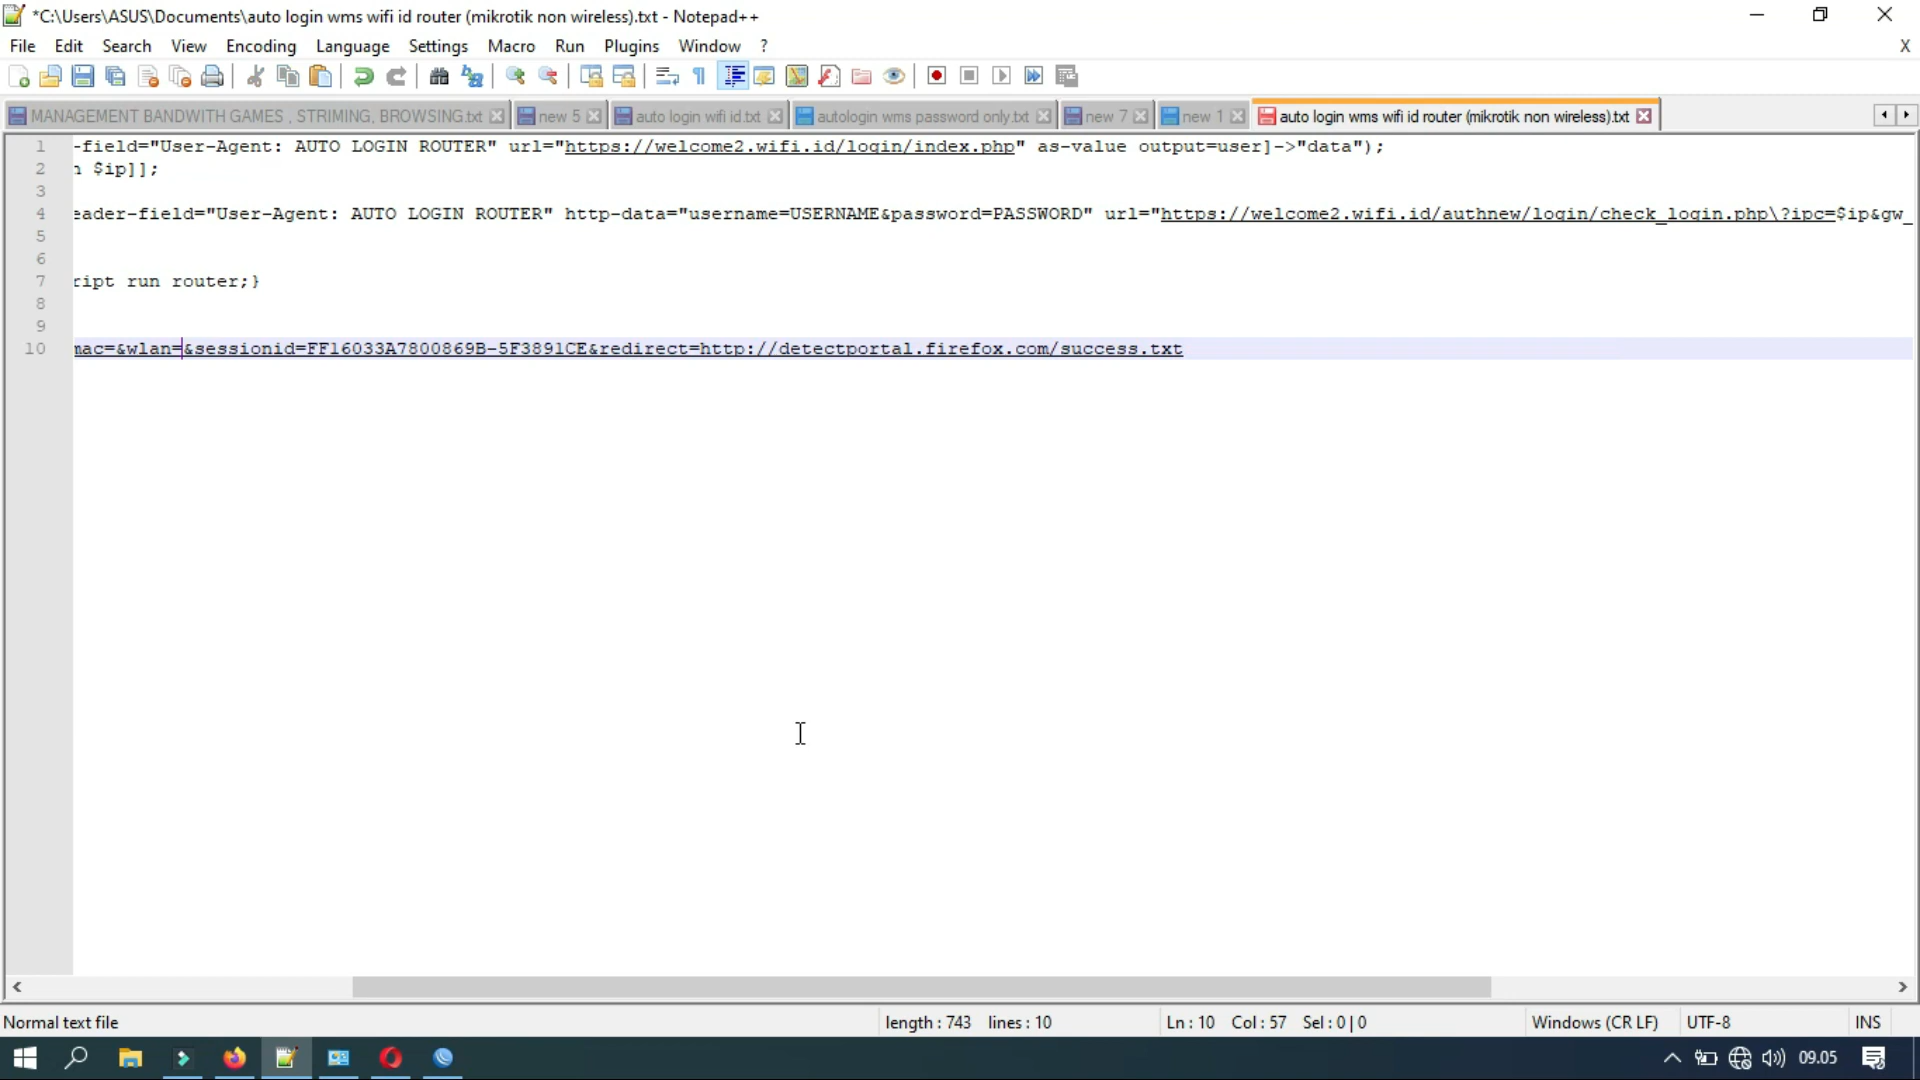 *C:\Users\ASUS\Documents\auto login wms wifi id router (mikrotik non wireless).txt - Notepad++
File Edit Search View Encoding Language Settings Macro Run Plugins Window ? X
MANAGEMENT BANDWITH GAMES , STRIMING, BROWSING.txt new 5 auto login wifi id.txt autologin wms password only.txt new 7 new 1 auto login wms wifi id router (mikrotik non wireless).txt
1 -field="User-Agent: AUTO LOGIN ROUTER" url="https://welcome2.wifi.id/login/index.php" as-value output=user]->"data");
2 n $ip]];
3
4 eader-field="User-Agent: AUTO LOGIN ROUTER" http-data="username=USERNAME&password=PASSWORD" url="https://welcome2.wifi.id/authnew/login/check_login.php\?ipc=$ip&gw_
5
6
7 ript run router;}
8
9
10 mac=&wlan=&sessionid=FF16033A7800869B-5F3891CE&redirect=http://detectportal.firefox.com/success.txt
Normal text file length : 743 lines : 10 Ln : 10 Col : 57 Sel : 0 | 0 Windows (CR LF) UTF-8 INS
09.05